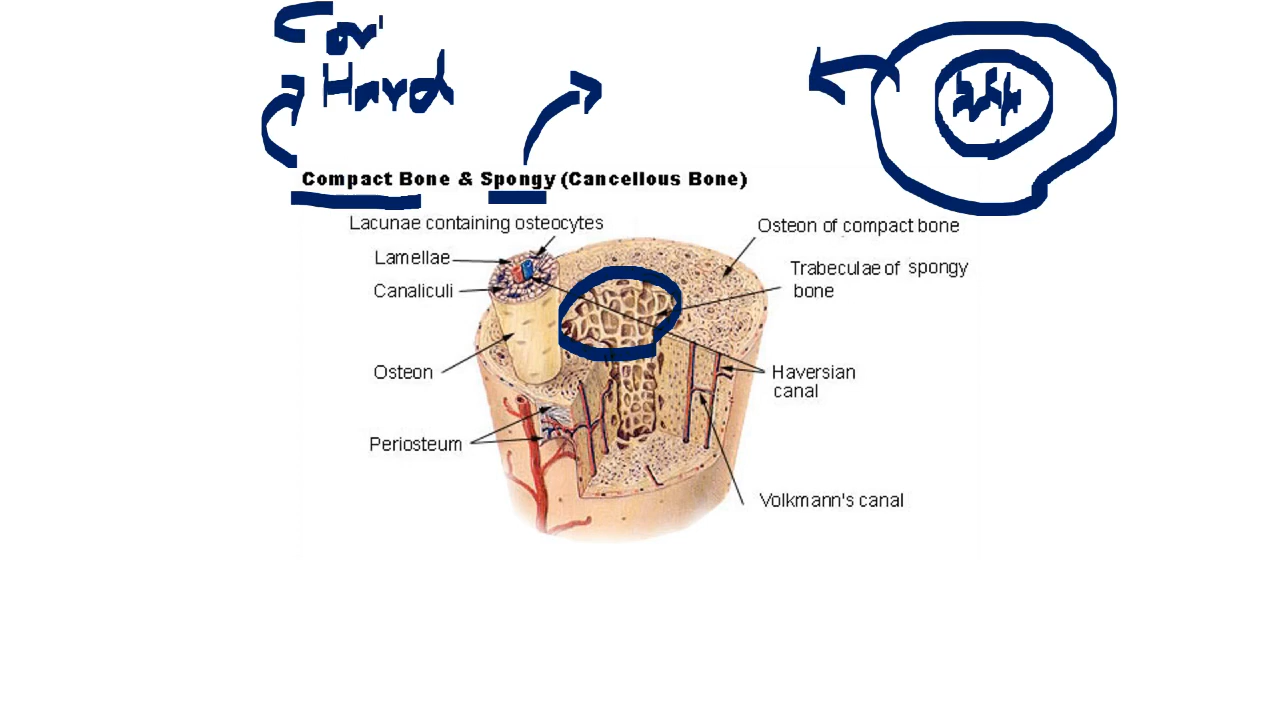 Cor
Hard
Compact Bone & Spongy (Cancellous Bone)
Lacunae containing osteocytes
Lamellae
Canaliculi
Osteon
Periosteum
Osteon of compact bone
Trabeculae of spongy
bone
Haversian
canal
Volkmann's canal